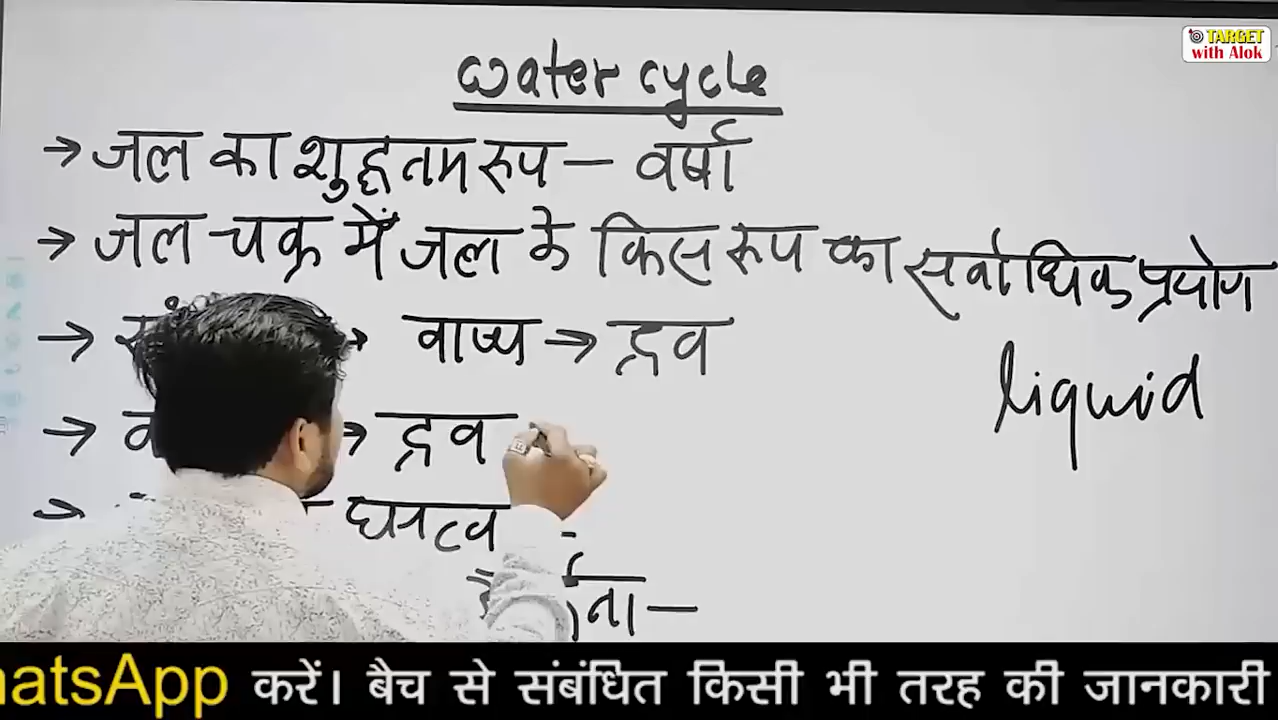 TARGET
with Alok
water cycle
→ जल का शुद्धतम रूप – वर्षा
→ जल चक्र में जल के किस रूप का सर्वाधिक प्रयोग
liquid
→ → वाष्प → द्रव
→ → द्रव
→ घनत्व
–
hatsApp करें। बैच से संबंधित किसी भी तरह की जानकारी